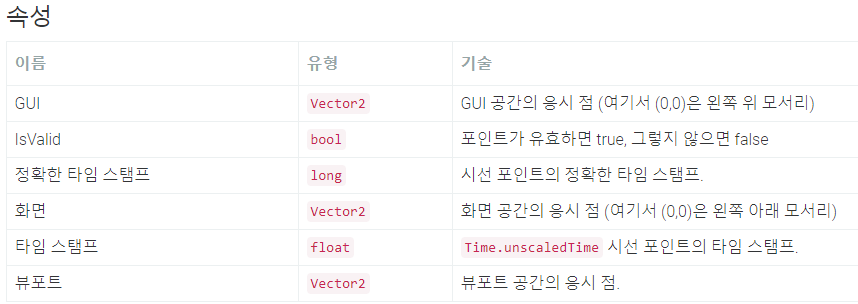 속성
이름 유형 기술
GUI Vector2 GUI 공간의 응시 점 (여기서 (0,0)은 왼쪽 위 모서리)
IsValid bool 포인트가 유효하면 true, 그렇지 않으면 false
정확한 타임 스탬프 long 시선 포인트의 정확한 타임 스탬프.
화면 Vector2 화면 공간의 응시 점 (여기서 (0,0)은 왼쪽 아래 모서리)
타임 스탬프 float Time.unscaledTime 시선 포인트의 타임 스탬프.
뷰포트 Vector2 뷰포트 공간의 응시 점.